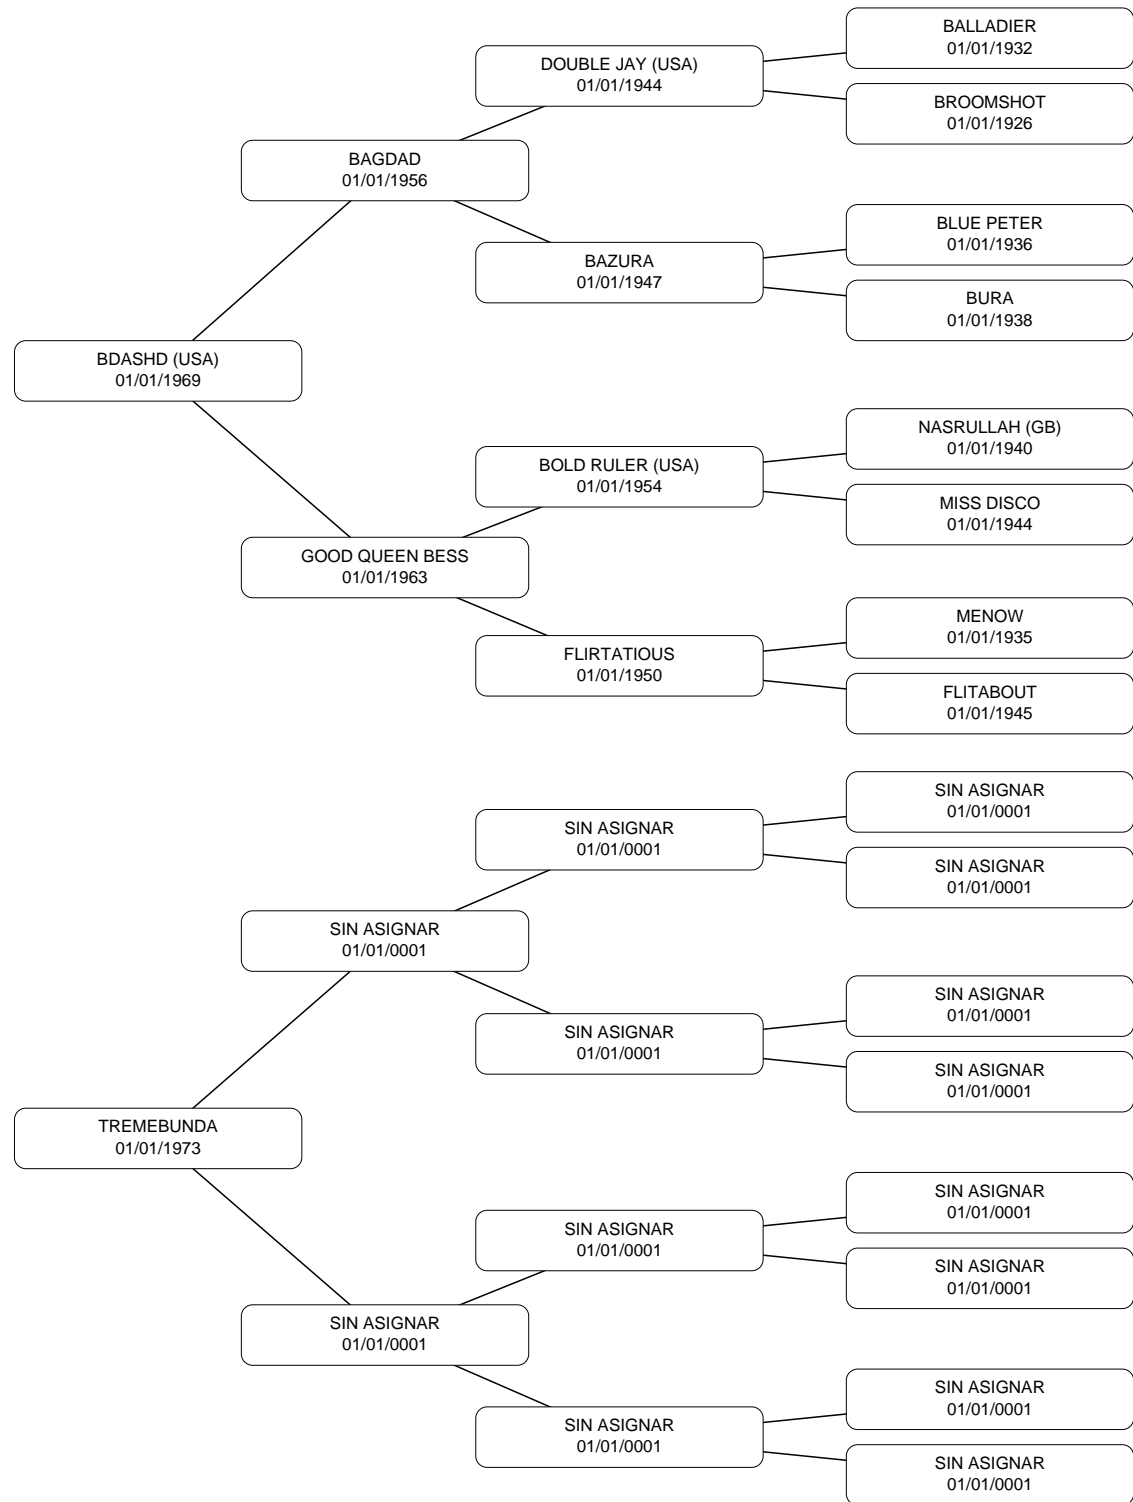 BALLADIER
01/01/1932
DOUBLE JAY (USA)
01/01/1944
BROOMSHOT
01/01/1926
BAGDAD
01/01/1956
BLUE PETER
01/01/1936
BAZURA
01/01/1947
BURA
01/01/1938
BDASHD (USA)
01/01/1969
NASRULLAH (GB)
01/01/1940
BOLD RULER (USA)
01/01/1954
MISS DISCO
01/01/1944
GOOD QUEEN BESS
01/01/1963
MENOW
01/01/1935
FLIRTATIOUS
01/01/1950
FLITABOUT
01/01/1945
SIN ASIGNAR
01/01/0001
SIN ASIGNAR
01/01/0001
SIN ASIGNAR
01/01/0001
SIN ASIGNAR
01/01/0001
SIN ASIGNAR
01/01/0001
SIN ASIGNAR
01/01/0001
SIN ASIGNAR
01/01/0001
TREMEBUNDA
01/01/1973
SIN ASIGNAR
01/01/0001
SIN ASIGNAR
01/01/0001
SIN ASIGNAR
01/01/0001
SIN ASIGNAR
01/01/0001
SIN ASIGNAR
01/01/0001
SIN ASIGNAR
01/01/0001
SIN ASIGNAR
01/01/0001